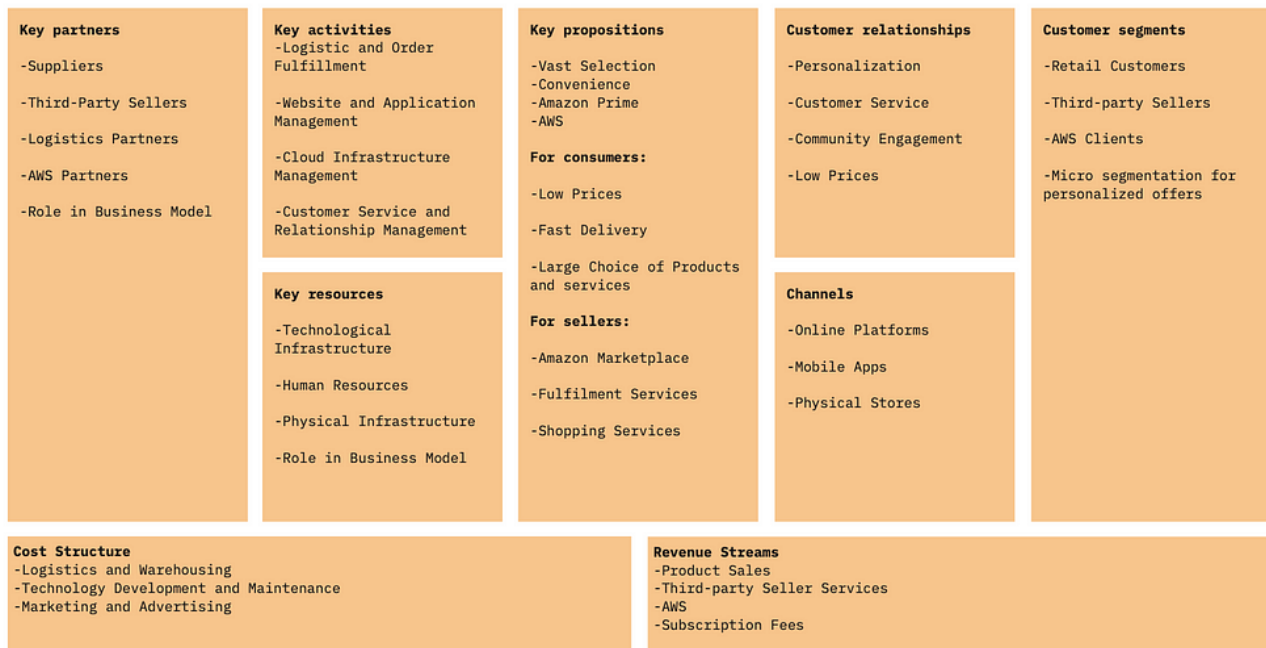 Key partners
-Suppliers
-Third-Party Sellers
-Logistics Partners
-AWS Partners
-Role in Business Model
Key activities
-Logistic and Order
Fulfillment
-Website and Application
Management
-Cloud Infrastructure
Management
-Customer Service and
Relationship Management
Key resources
-Technological
Infrastructure
-Human Resources
-Physical Infrastructure
-Role in Business Model
Key propositions
-Vast Selection
-Convenience
-Amazon Prime
-AWS
For consumers:
-Low Prices
-Fast Delivery
-Large Choice of Products
and services
For sellers:
-Amazon Marketplace
-Fulfilment Services
-Shopping Services
Customer relationships
-Personalization
-Customer Service
-Community Engagement
-Low Prices
Channels
-Online Platforms
-Mobile Apps
-Physical Stores
Customer segments
-Retail Customers
-Third-party Sellers
-AWS Clients
-Micro segmentation for
personalized offers
Cost Structure
-Logistics and Warehousing
-Technology Development and Maintenance
-Marketing and Advertising
Revenue Streams
-Product Sales
-Third-party Seller Services
-AWS
-Subscription Fees